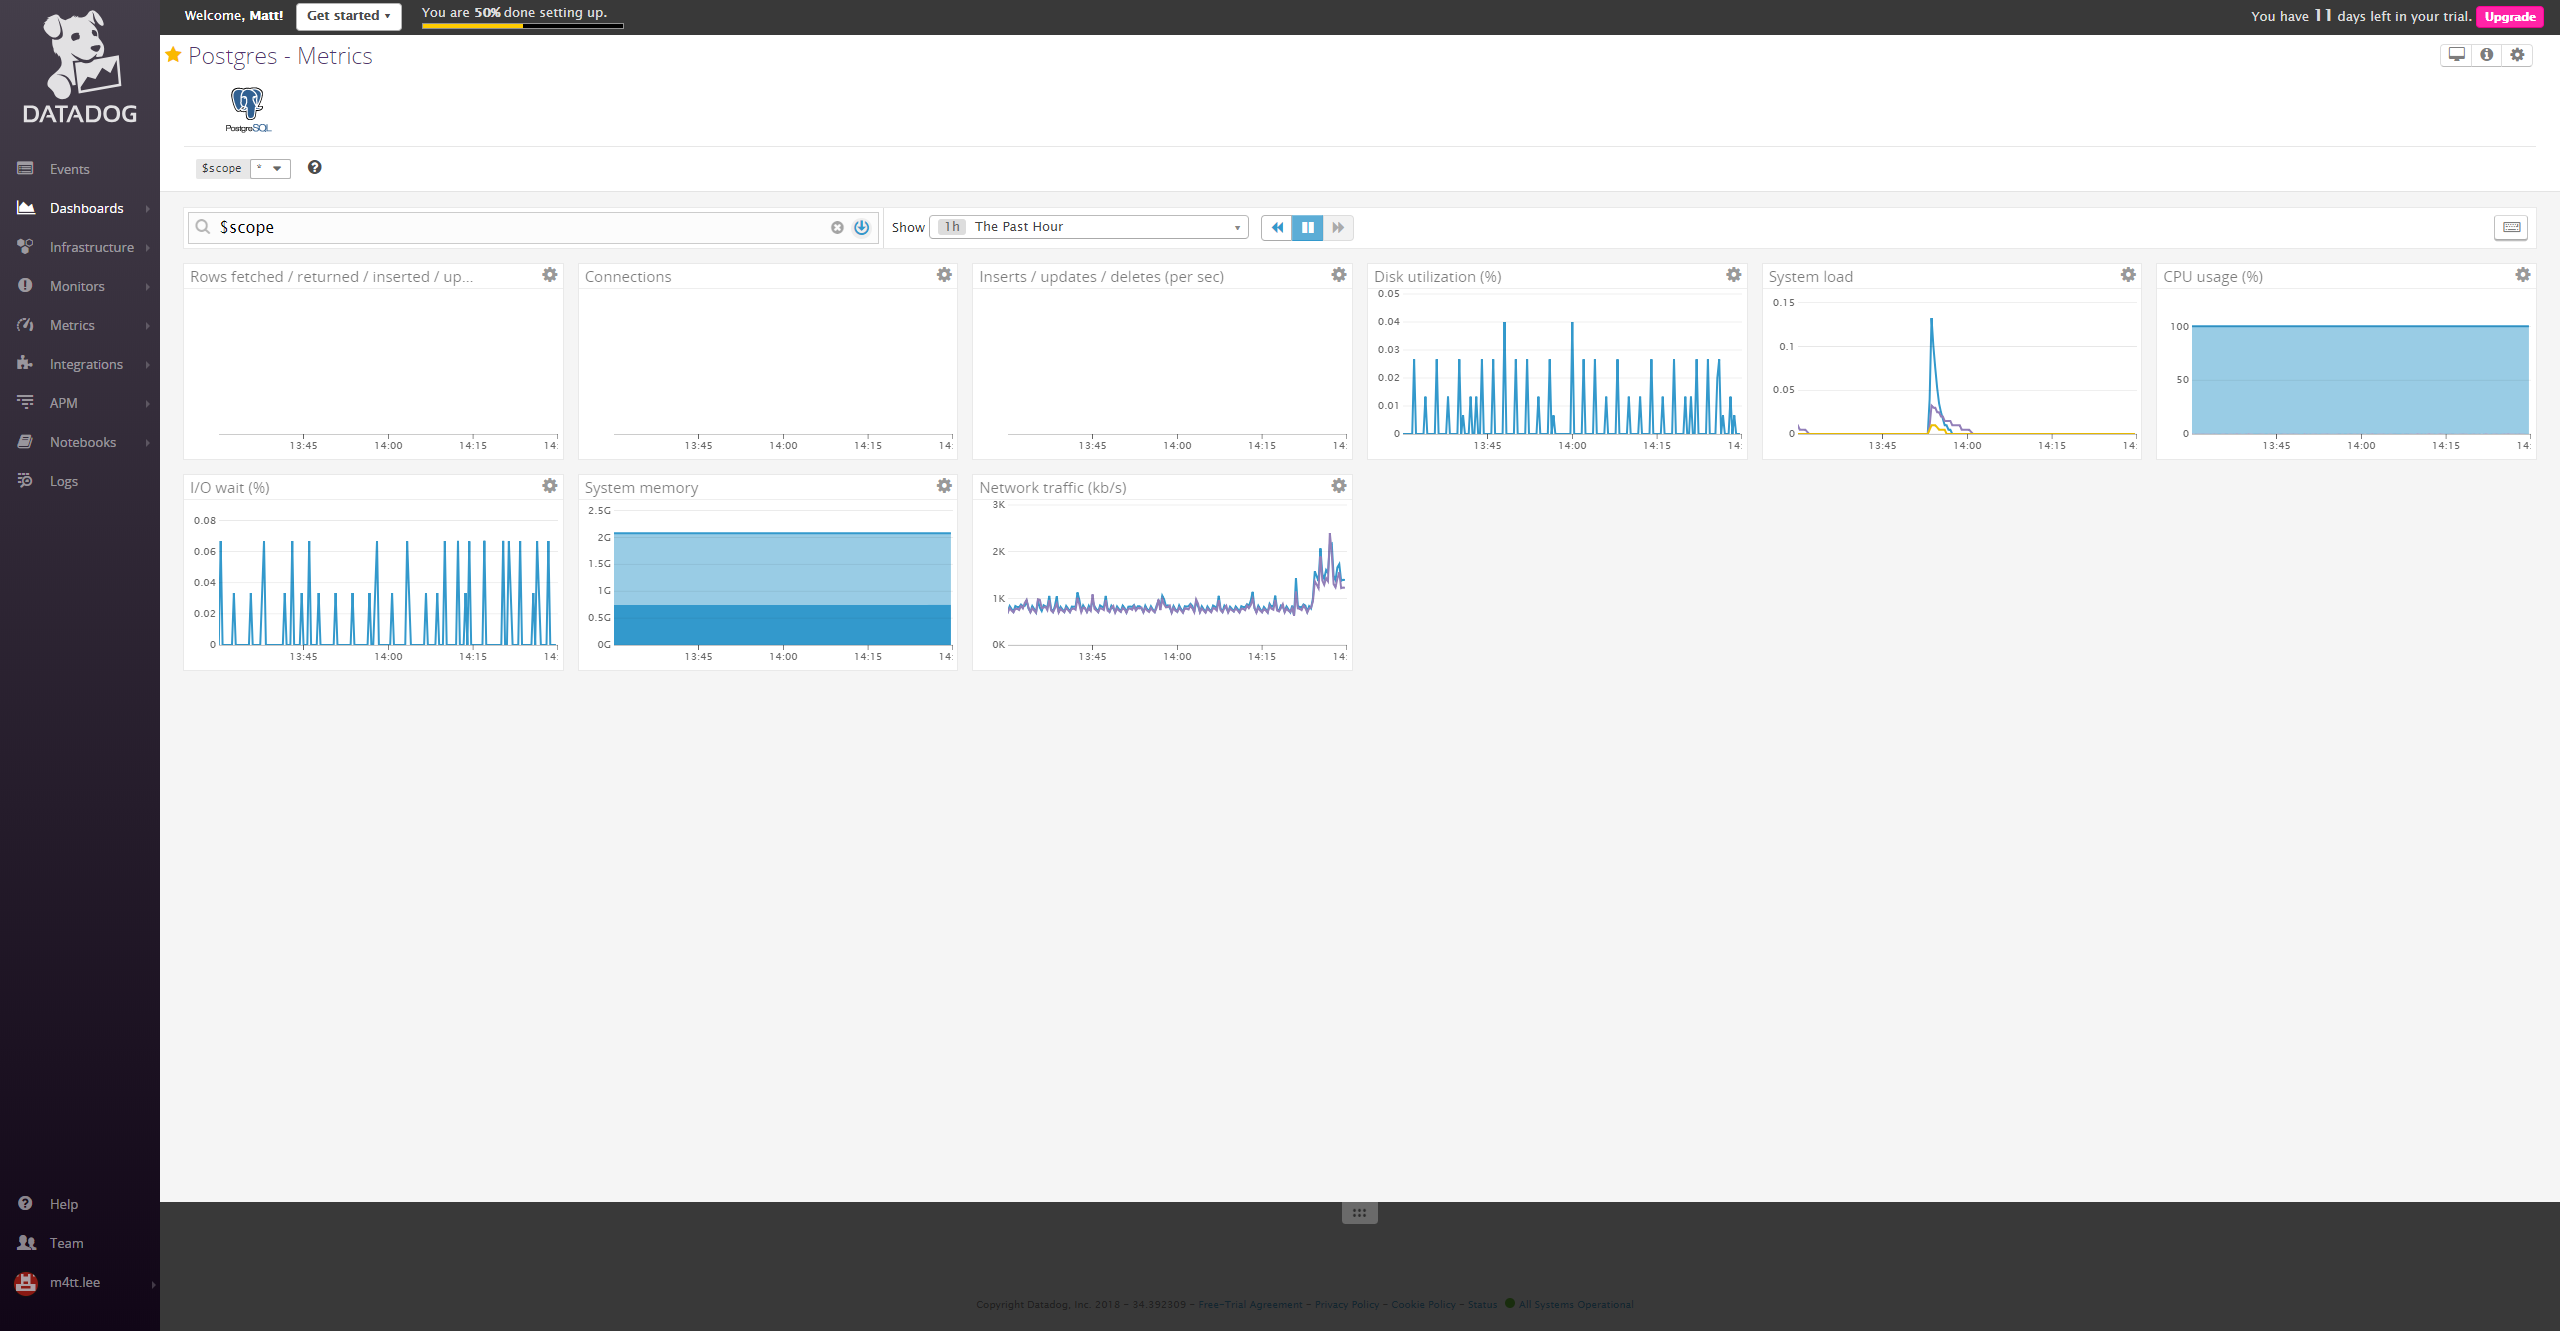 Welcome, Matt!
Get started
You are 50% done setting up.
You have 11 days left in your trial. Upgrade
DATADOG
Events
Dashboards
Infrastructure
Monitors
Metrics
Integrations
APM
Notebooks
Logs
Help
Team
m4tt.lee
Postgres - Metrics
PostgreSQL
$scope * ?
$scope
Show 1h The Past Hour
Rows fetched / returned / inserted / up...
13:45 14:00 14:15 14:
Connections
13:45 14:00 14:15 14:
Inserts / updates / deletes (per sec)
13:45 14:00 14:15 14:
Disk utilization (%)
0.05
0.04
0.03
0.02
0.01
0
13:45 14:00 14:15 14:
System load
0.15
0.1
0.05
0
13:45 14:00 14:15 14:
CPU usage (%)
100
50
0
13:45 14:00 14:15 14:
I/O wait (%)
0.08
0.06
0.04
0.02
0
13:45 14:00 14:15 14:
System memory
2.5G
2G
1.5G
1G
0.5G
0G
13:45 14:00 14:15 14:
Network traffic (kb/s)
3K
2K
1K
0K
13:45 14:00 14:15 14:
Copyright Datadog, Inc. 2018 - 34.392309 - Free-Trial Agreement - Privacy Policy - Cookie Policy - Status All Systems Operational